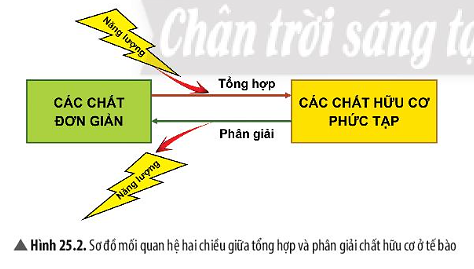 Chân trời sáng tạ
Năng lượng
Tổng hợp
CÁC CHẤT
ĐƠN GIẢN
CÁC CHẤT HỮU CƠ
PHỨC TẠP
Phân giải
Năng lượng
▲ Hình 25.2. Sơ đồ mối quan hệ hai chiều giữa tổng hợp và phân giải chất hữu cơ ở tế bào